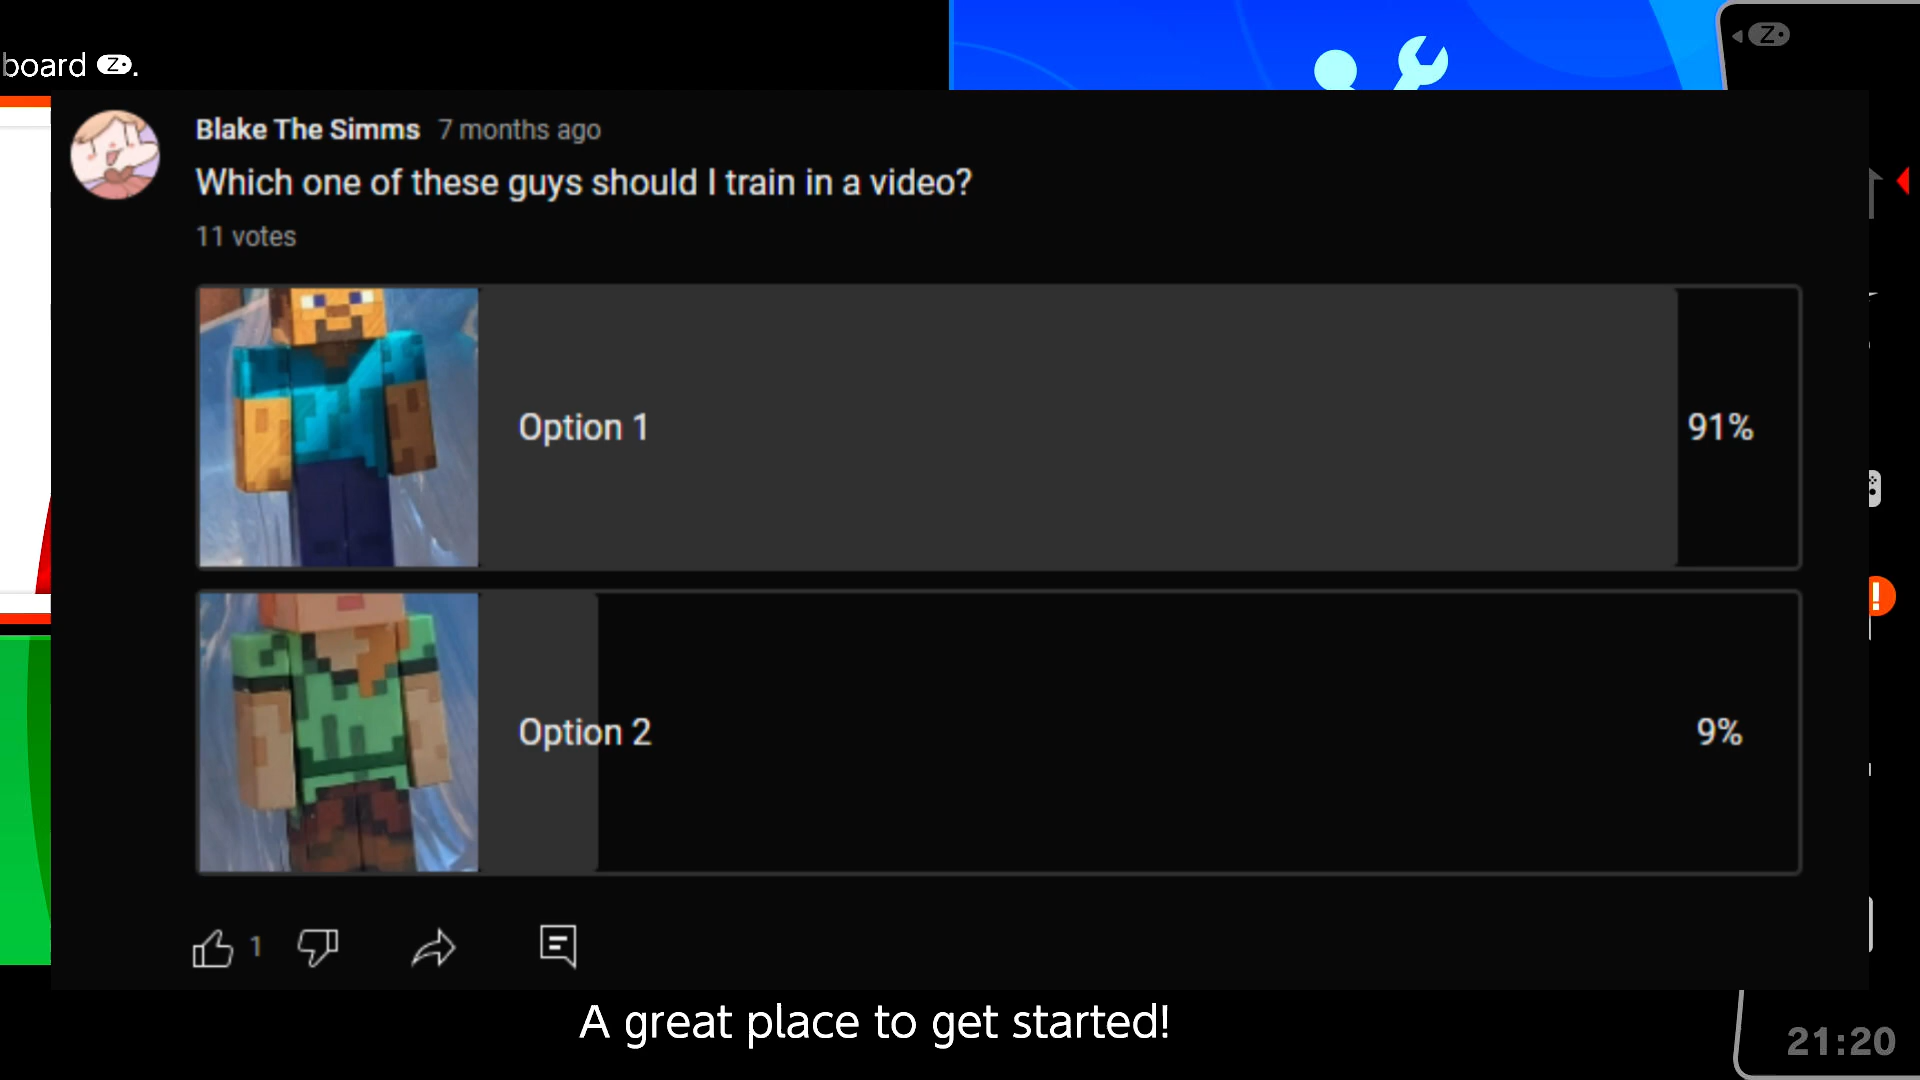 board Z.
Z
Blake The Simms 7 months ago
Which one of these guys should I train in a video?
11 votes
Option 1
91%
Option 2
9%
1
!
A great place to get started!
21:20